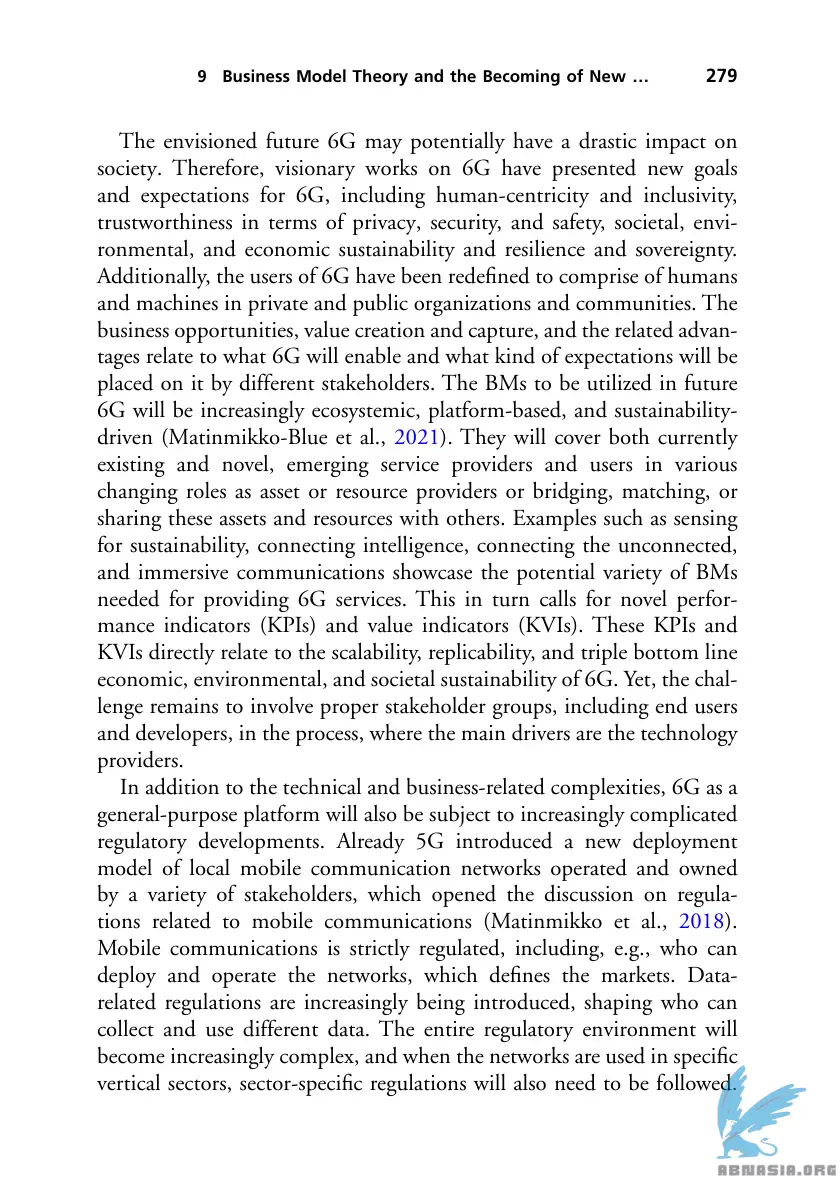 9 Business Model Theory and the Becoming of New … 279
The envisioned future 6G may potentially have a drastic impact on
society. Therefore, visionary works on 6G have presented new goals
and expectations for 6G, including human-centricity and inclusivity,
trustworthiness in terms of privacy, security, and safety, societal, envi-
ronmental, and economic sustainability and resilience and sovereignty.
Additionally, the users of 6G have been redefined to comprise of humans
and machines in private and public organizations and communities. The
business opportunities, value creation and capture, and the related advan-
tages relate to what 6G will enable and what kind of expectations will be
placed on it by different stakeholders. The BMs to be utilized in future
6G will be increasingly ecosystemic, platform-based, and sustainability-
driven (Matinmikko-Blue et al., 2021). They will cover both currently
existing and novel, emerging service providers and users in various
changing roles as asset or resource providers or bridging, matching, or
sharing these assets and resources with others. Examples such as sensing
for sustainability, connecting intelligence, connecting the unconnected,
and immersive communications showcase the potential variety of BMs
needed for providing 6G services. This in turn calls for novel perfor-
mance indicators (KPIs) and value indicators (KVIs). These KPIs and
KVIs directly relate to the scalability, replicability, and triple bottom line
economic, environmental, and societal sustainability of 6G. Yet, the chal-
lenge remains to involve proper stakeholder groups, including end users
and developers, in the process, where the main drivers are the technology
providers.
In addition to the technical and business-related complexities, 6G as a
general-purpose platform will also be subject to increasingly complicated
regulatory developments. Already 5G introduced a new deployment
model of local mobile communication networks operated and owned
by a variety of stakeholders, which opened the discussion on regula-
tions related to mobile communications (Matinmikko et al., 2018).
Mobile communications is strictly regulated, including, e.g., who can
deploy and operate the networks, which defines the markets. Data-
related regulations are increasingly being introduced, shaping who can
collect and use different data. The entire regulatory environment will
become increasingly complex, and when the networks are used in specific
vertical sectors, sector-specific regulations will also need to be followed.
ABNASIA.ORG